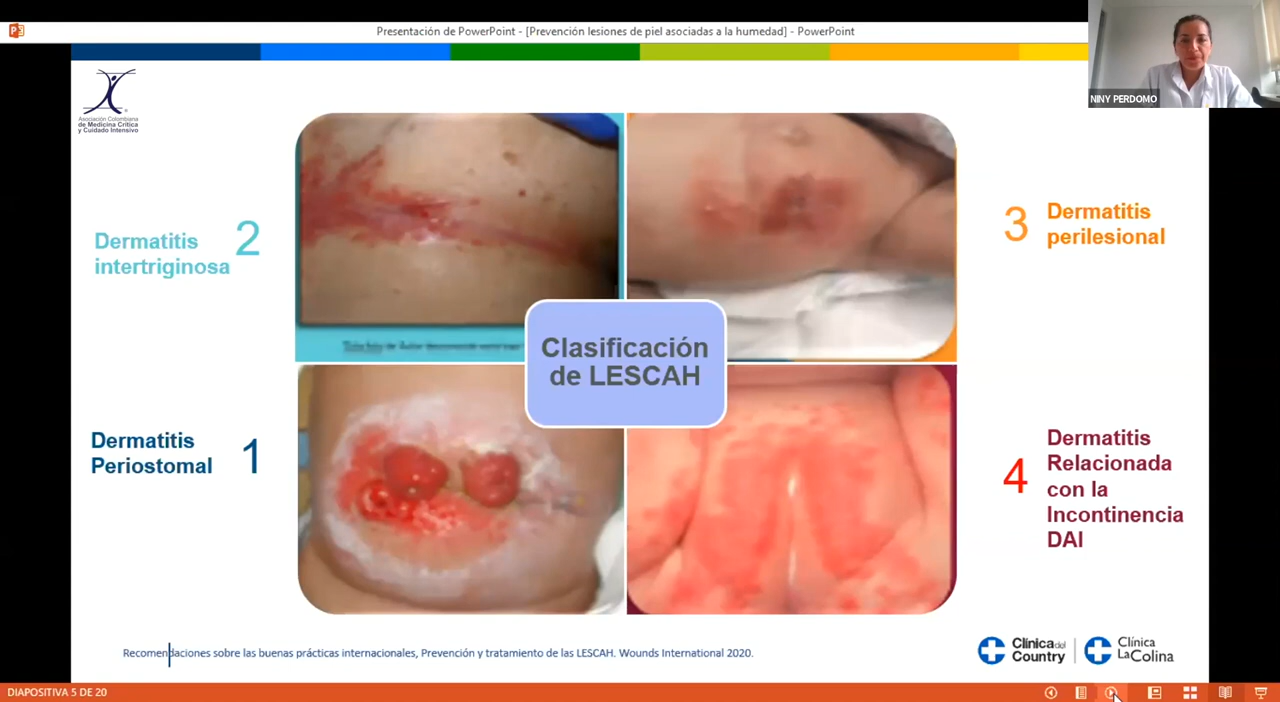 Presentación de PowerPoint - [Prevención lesiones de piel asociadas a la humedad] - PowerPoint
NINY PERDOMO
Asociación Colombiana
de Medicina Crítica
y Cuidado Intensivo
Dermatitis
intertriginosa
2
3
Dermatitis
perilesional
Clasificación
de LESCAH
Dermatitis
Periostomal
1
4
Dermatitis
Relacionada
con la
Incontinencia
DAI
Recomendaciones sobre las buenas prácticas internacionales, Prevención y tratamiento de las LESCAH. Wounds International 2020.
Clínica del
Country
Clínica
La Colina
DIAPOSITIVA 5 DE 20